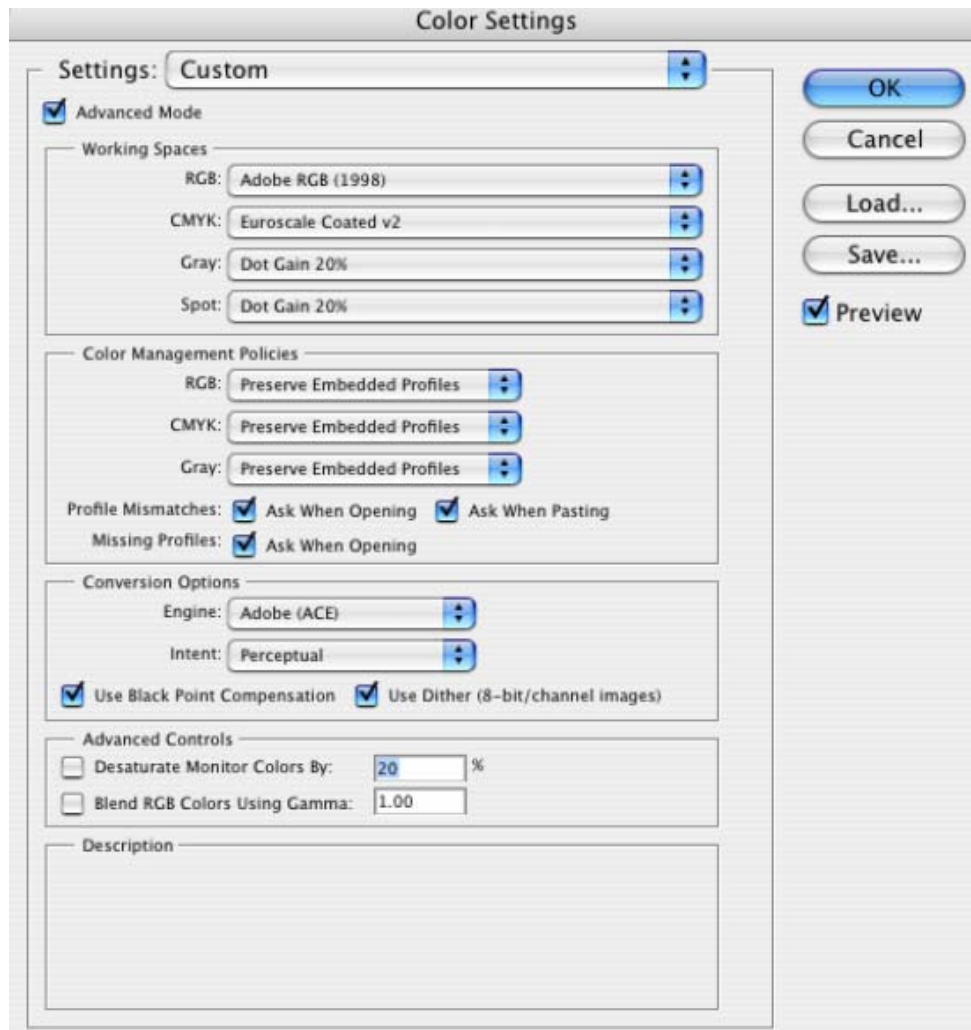 Color Settings
Settings: Custom
OK
Advanced Mode
Cancel
Working Spaces
RGB: Adobe RGB (1998)
Load...
CMYK: Euroscale Coated v2
Save...
Gray: Dot Gain 20%
Spot: Dot Gain 20%
Preview
Color Management Policies
RGB: Preserve Embedded Profiles
CMYK: Preserve Embedded Profiles
Gray: Preserve Embedded Profiles
Profile Mismatches: Ask When Opening Ask When Pasting
Missing Profiles: Ask When Opening
Conversion Options
Engine: Adobe (ACE)
Intent: Perceptual
Use Black Point Compensation Use Dither (8-bit/channel images)
Advanced Controls
Desaturate Monitor Colors By: 20 %
Blend RGB Colors Using Gamma: 1.00
Description